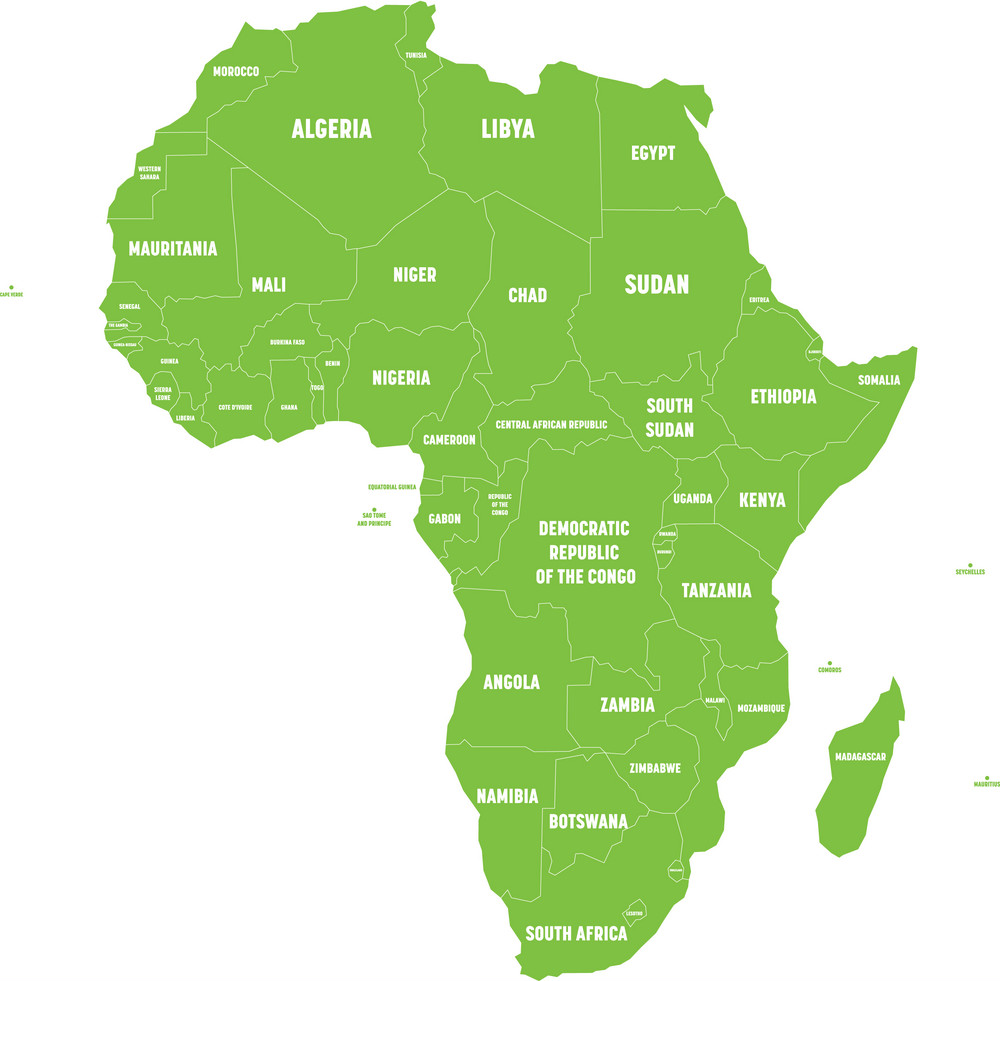 TUNISIA
MOROCCO
ALGERIA
LIBYA
EGYPT
WESTERN
SAHARA
MAURITANIA
MALI
NIGER
CHAD
SUDAN
ERITREA
CAPE VERDE
SENEGAL
THE GAMBIA
GUINEA-BISSAU
GUINEA
SIERRA
LEONE
LIBERIA
COTE D'IVOIRE
BURKINA FASO
GHANA
TOGO
BENIN
NIGERIA
DJIBOUTI
SOMALIA
ETHIOPIA
SOUTH
SUDAN
CENTRAL AFRICAN REPUBLIC
CAMEROON
EQUATORIAL GUINEA
SAO TOME
AND PRINCIPE
GABON
REPUBLIC
OF THE
CONGO
DEMOCRATIC
REPUBLIC
OF THE CONGO
UGANDA
KENYA
RWANDA
BURUNDI
TANZANIA
SEYCHELLES
COMOROS
ANGOLA
ZAMBIA
MALAWI
MOZAMBIQUE
MADAGASCAR
MAURITIUS
ZIMBABWE
NAMIBIA
BOTSWANA
LESOTHO
SOUTH AFRICA